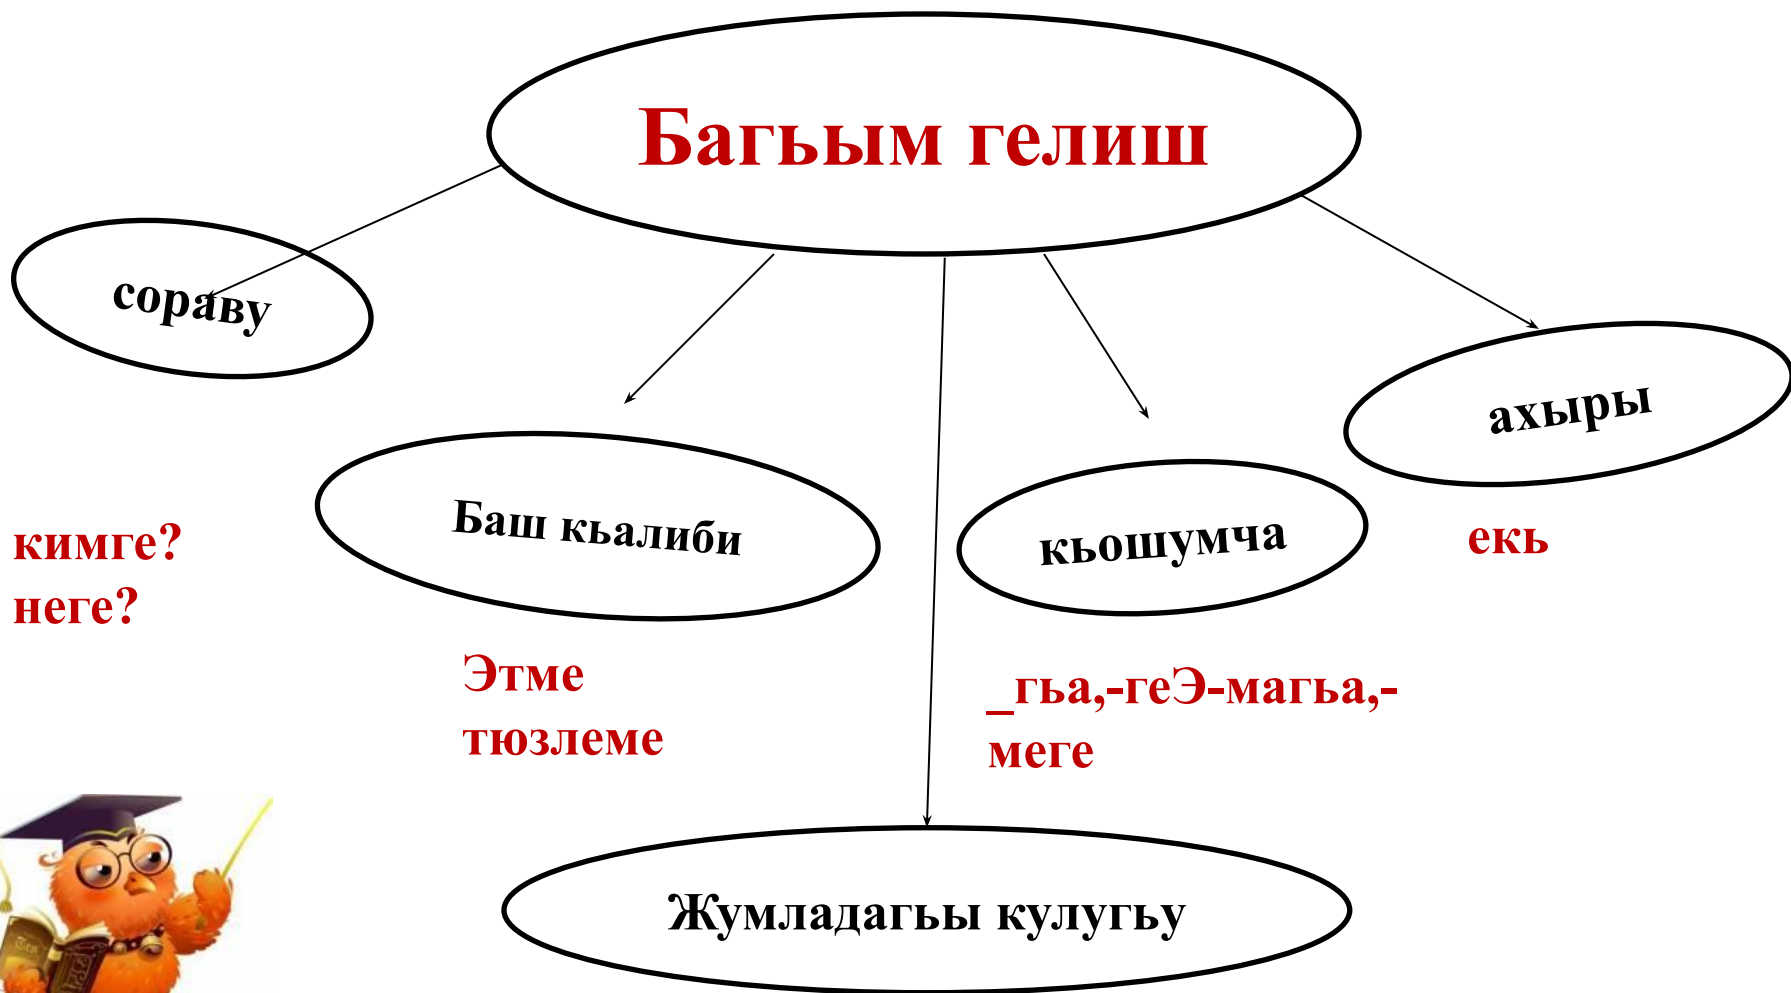 Багьым гелиш
сораву
ахыры
Баш кьалиби
кьошумча
кимге?
неге?
екь
Этме
тюзлеме
_гьа,-геЭ-магьа,-
меге
Жумладагьы кулугьу